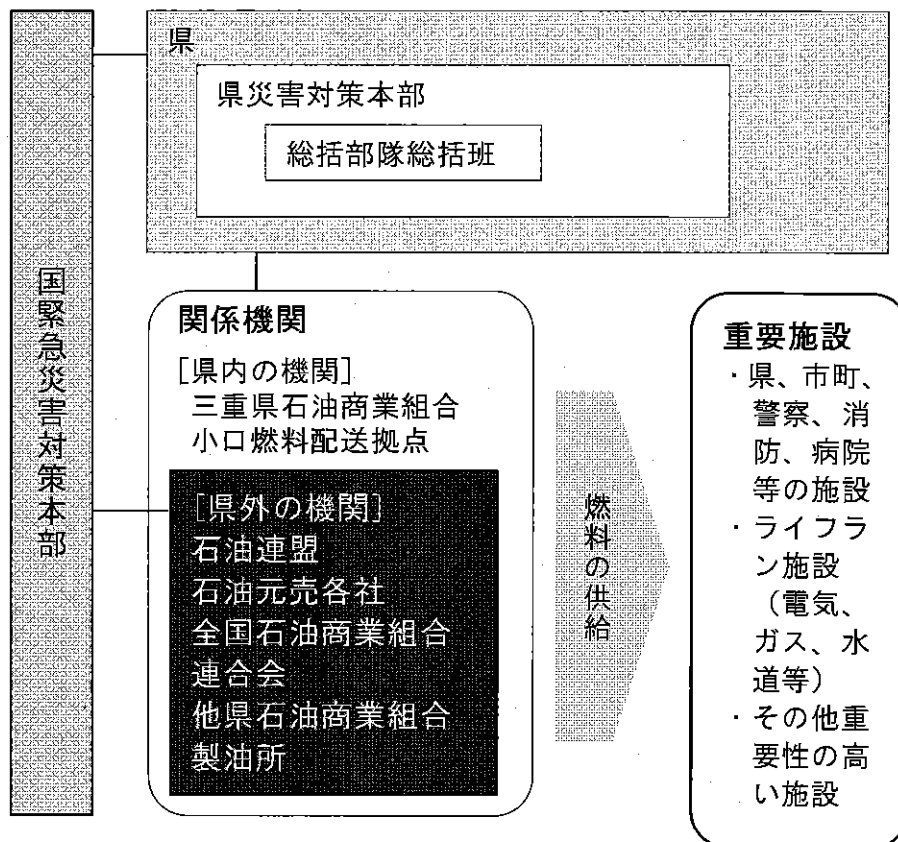 県
県災害対策本部
総括部隊総括班
国緊急災害対策本部
関係機関
[県内の機関]
三重県石油商業組合
小口燃料配送拠点
[県外の機関]
石油連盟
石油元売各社
全国石油商業組合
連合会
他県石油商業組合
製油所
燃料の供給
重要施設
・県、市町、
警察、消
防、病院
等の施設
・ライフラ
ン施設
（電気、
ガス、水
道等）
・その他重
要性の高
い施設